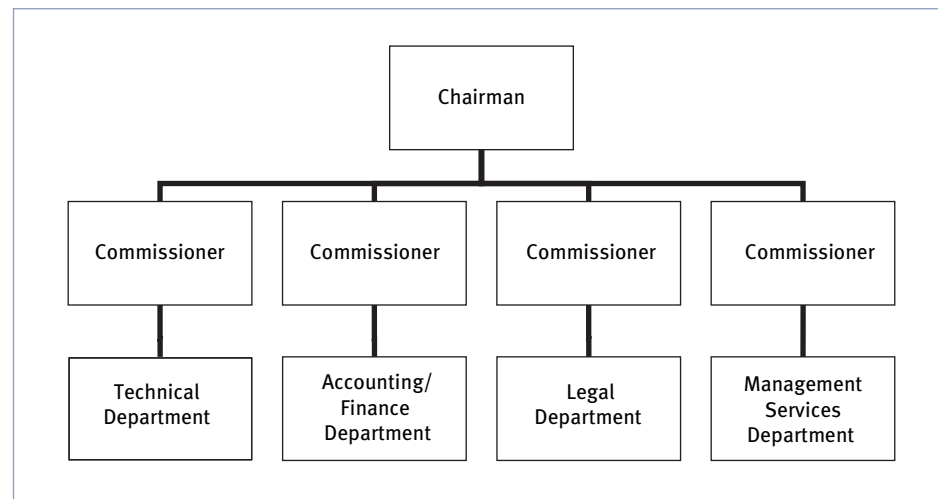 Chairman
Commissioner
Commissioner
Commissioner
Commissioner
Technical
Department
Accounting/
Finance
Department
Legal
Department
Management
Services
Department